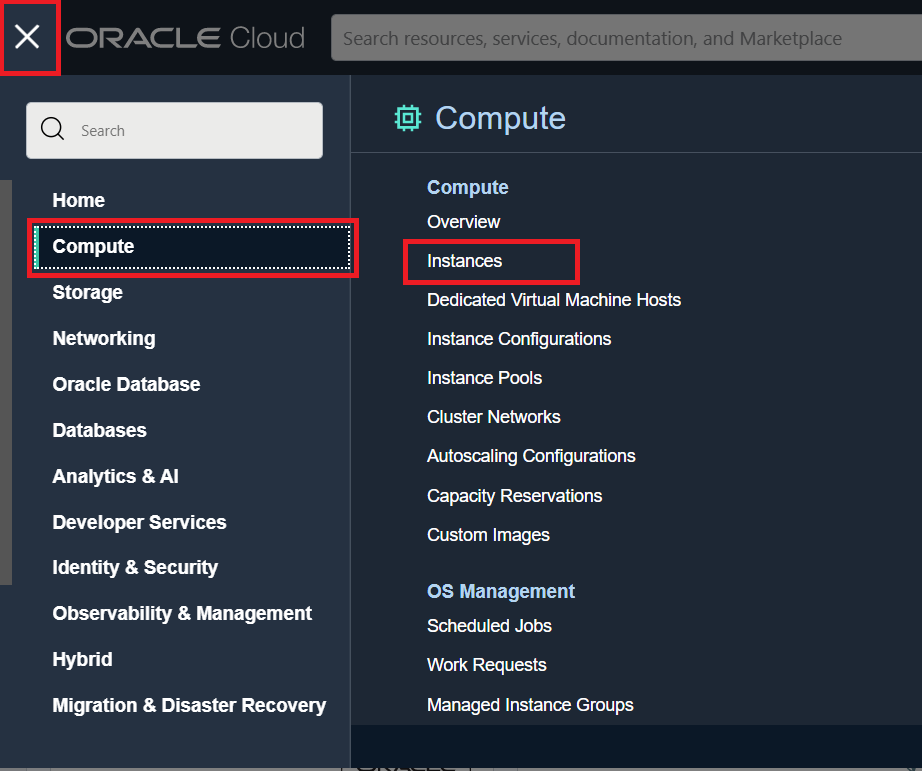 ORACLE Cloud
Search resources, services, documentation, and Marketplace
Search
Home
Compute
Storage
Networking
Oracle Database
Databases
Analytics & AI
Developer Services
Identity & Security
Observability & Management
Hybrid
Migration & Disaster Recovery
Compute
Compute
Overview
Instances
Dedicated Virtual Machine Hosts
Instance Configurations
Instance Pools
Cluster Networks
Autoscaling Configurations
Capacity Reservations
Custom Images
OS Management
Scheduled Jobs
Work Requests
Managed Instance Groups